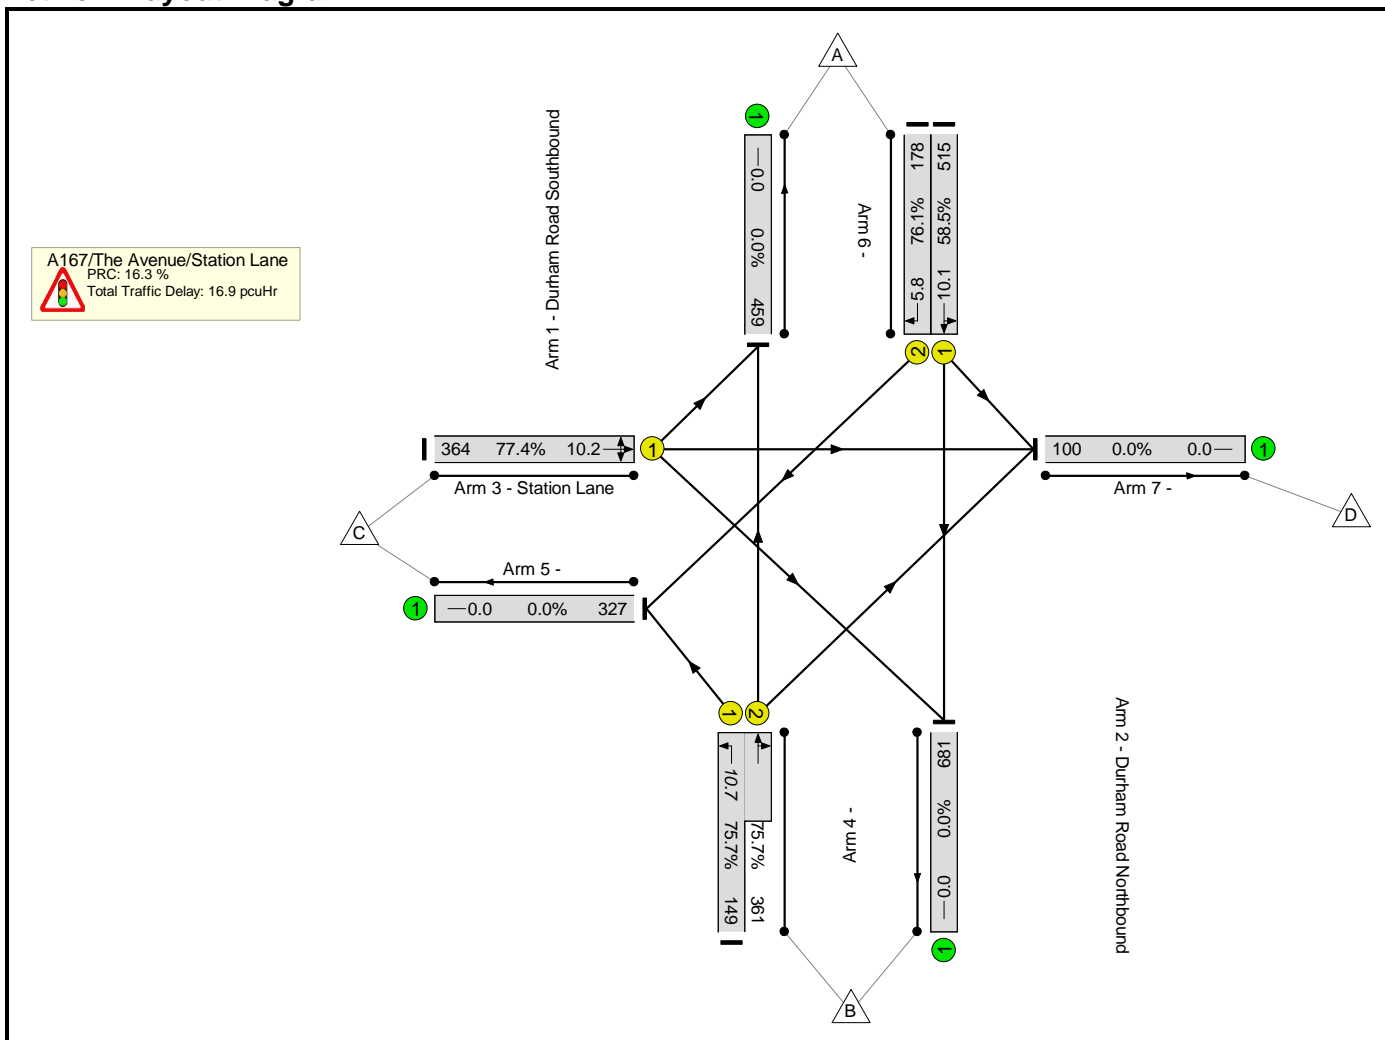 A
A167/The Avenue/Station Lane
PRC: 16.3 %
Total Traffic Delay: 16.9 pcuHr
Arm 1 - Durham Road Southbound
1
0.0 0.0% 459
Arm 6 -
178 76.1% 5.8
515 58.5% 10.1
2
1
364 77.4% 10.2
1
Arm 3 - Station Lane
100 0.0% 0.0
1
Arm 7 -
C
D
Arm 5 -
1
0.0 0.0% 327
1
2
10.7 75.7% 149
75.7% 361
Arm 4 -
681 0.0% 0.0
1
Arm 2 - Durham Road Northbound
B